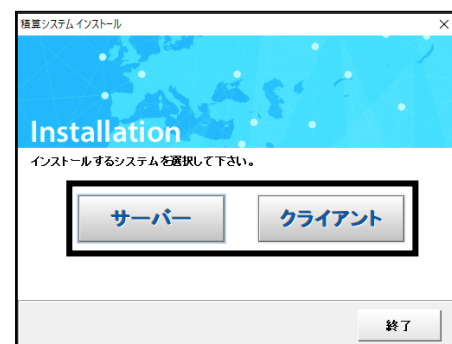 積算システム インストール
Installation
インストールするシステムを選択して下さい。
サーバー
クライアント
終了